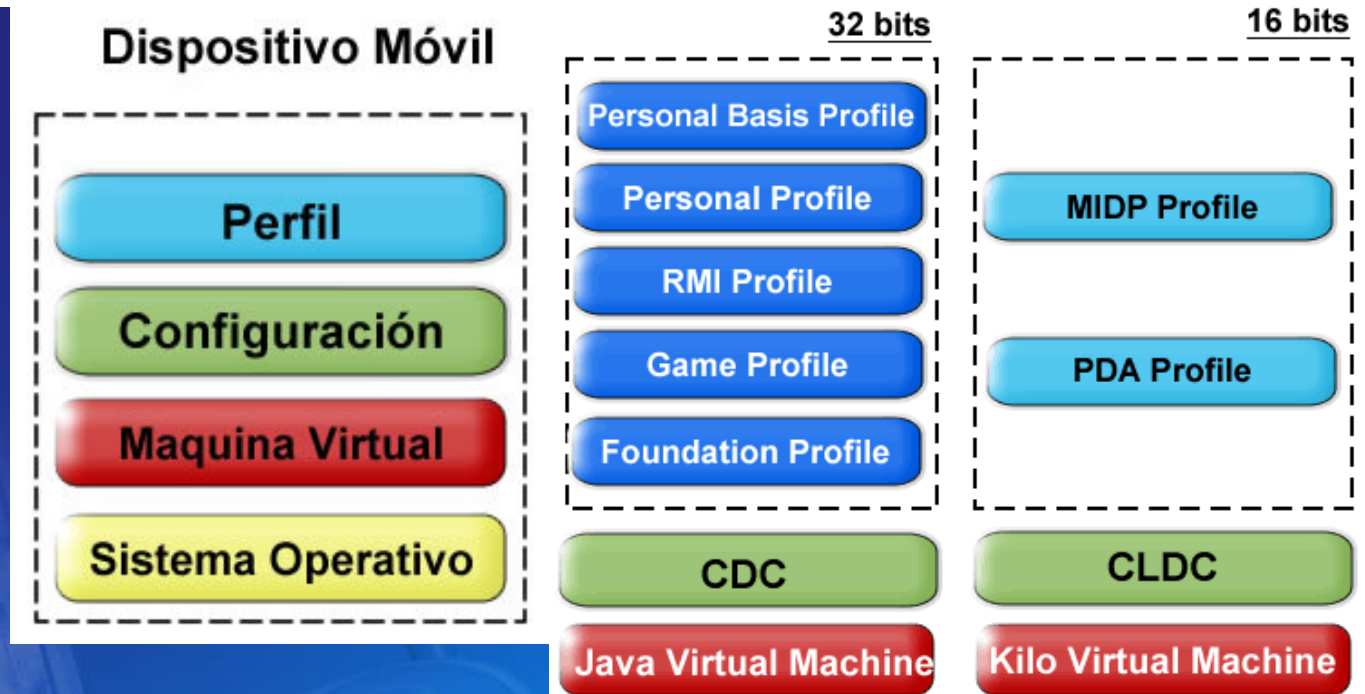 Dispositivo Móvil
Perfil
Configuración
Maquina Virtual
Sistema Operativo
32 bits
Personal Basis Profile
Personal Profile
RMI Profile
Game Profile
Foundation Profile
CDC
Java Virtual Machine
16 bits
MIDP Profile
PDA Profile
CLDC
Kilo Virtual Machine